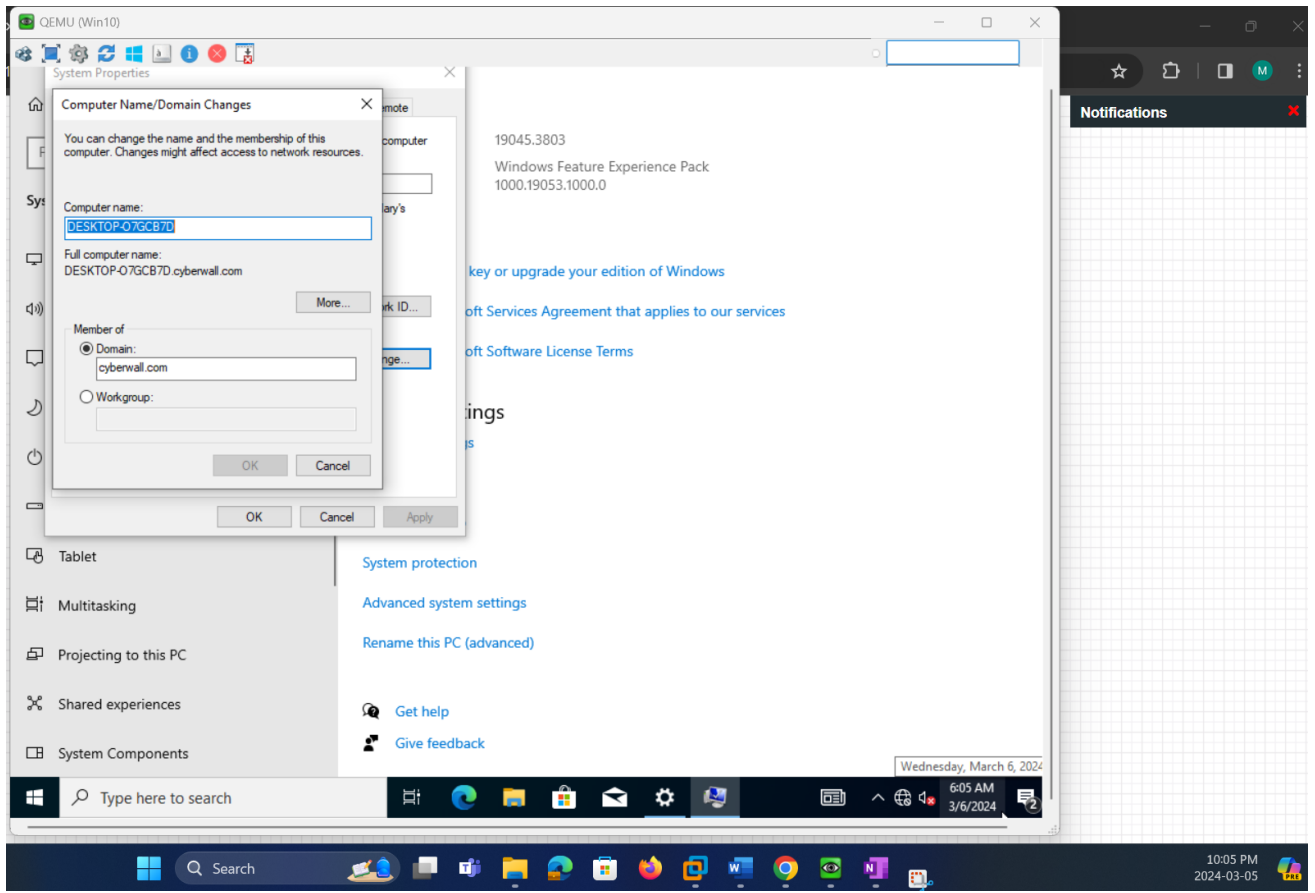 QEMU (Win10)
System Properties
Computer Name/Domain Changes
emote
You can change the name and the membership of this
computer. Changes might affect access to network resources.
computer
Computer name:
ary's
DESKTOP-O7GCB7D
Full computer name:
DESKTOP-O7GCB7D.cyberwall.com
More...
rk ID...
Member of
Domain:
cyberwall.com
nge...
Workgroup:
OK
Cancel
OK
Cancel
Apply
F
Sys
19045.3803
Windows Feature Experience Pack
1000.19053.1000.0
key or upgrade your edition of Windows
oft Services Agreement that applies to our services
oft Software License Terms
ings
gs
Tablet
Multitasking
Projecting to this PC
Shared experiences
System Components
System protection
Advanced system settings
Rename this PC (advanced)
Get help
Give feedback
Wednesday, March 6, 2024
Type here to search
6:05 AM
3/6/2024
2
M
Notifications
Search
W
N
PRE
10:05 PM
2024-03-05